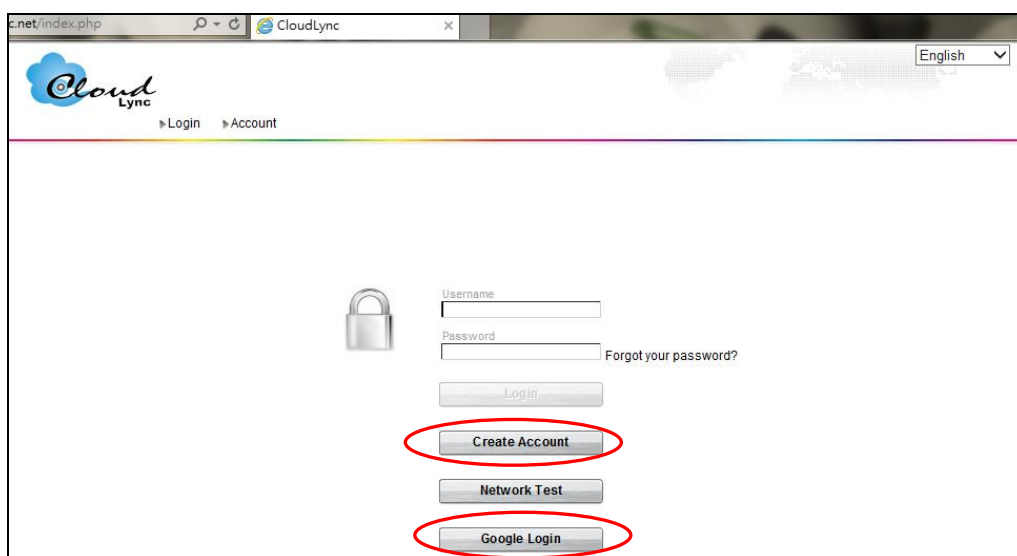 c.net/index.php
CloudLync
English
Cloud
Lync
Login Account
Username
Password
Forgot your password?
Login
Create Account
Network Test
Google Login